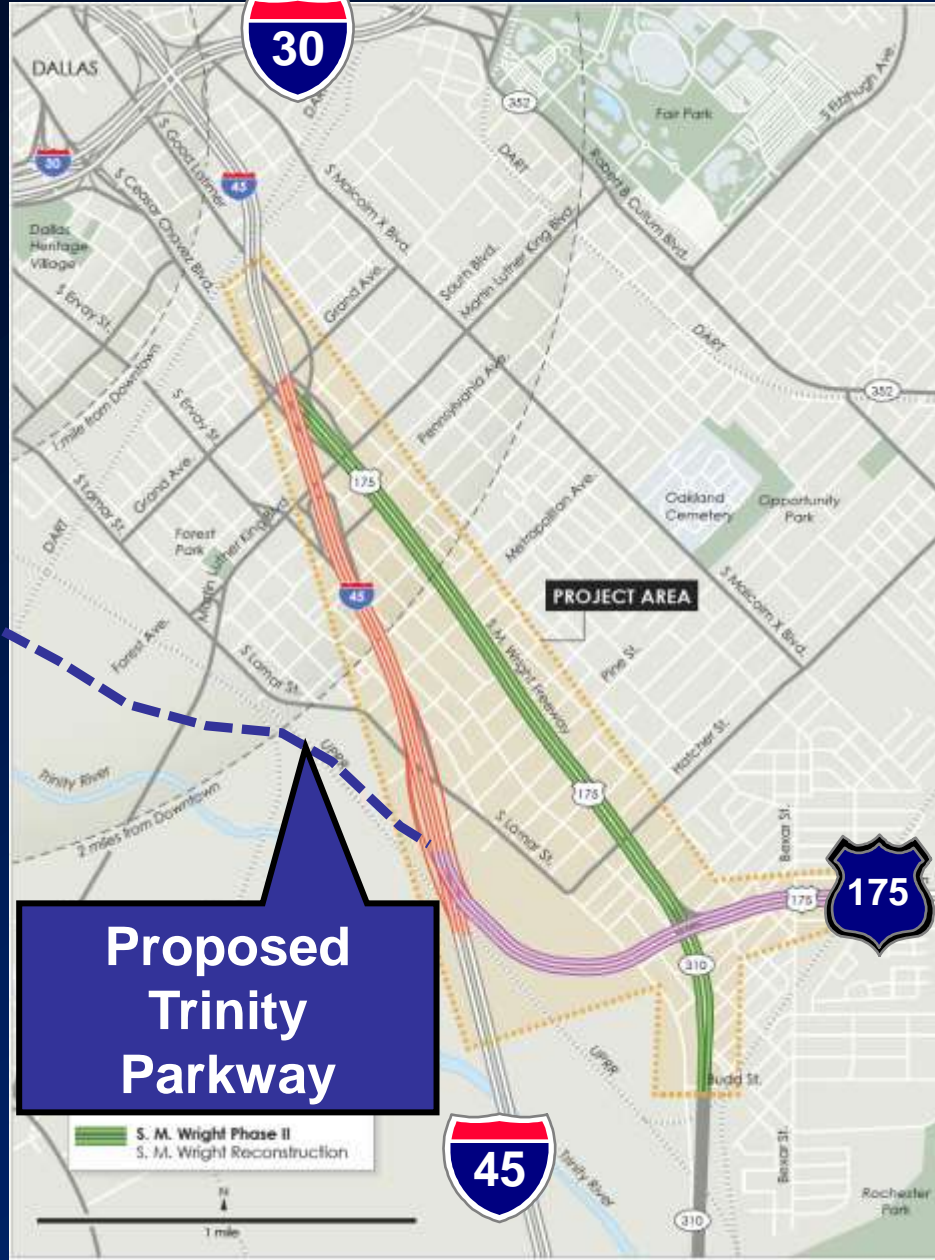 30
DALLAS
DART
352
Fair Park
S Fitzhugh Ave.
30
S Good Latimer
45
S Malcolm X Blvd.
DART
Robert B. Cullum Blvd.
Dallas
Heritage
Village
S Ceasar Chavez Blvd.
South Blvd.
Martin Luther King Blvd.
S Ervay St.
Grand Ave.
DART
352
1 mile from Downtown
S Ervay St.
Pennsylvania Ave.
S Lamar St.
Grand Ave.
175
Metropolitan Ave.
Oakland
Cemetery
Opportunity
Park
DART
Forest
Park
Martin Luther King Blvd.
45
PROJECT AREA
S Malcolm X Blvd.
Forest Ave.
S Lamar St.
S.M. Wright Freeway
Pine St.
UPRR
Hatcher St.
Trinity River
2 miles from Downtown
175
S Lamar St.
Bexar St.
175
175
Proposed
Trinity
Parkway
310
UPRR
Budd St.
S. M. Wright Phase II
S. M. Wright Reconstruction
45
Trinity River
Bexar St.
Rochester
Park
N
1 mile
310